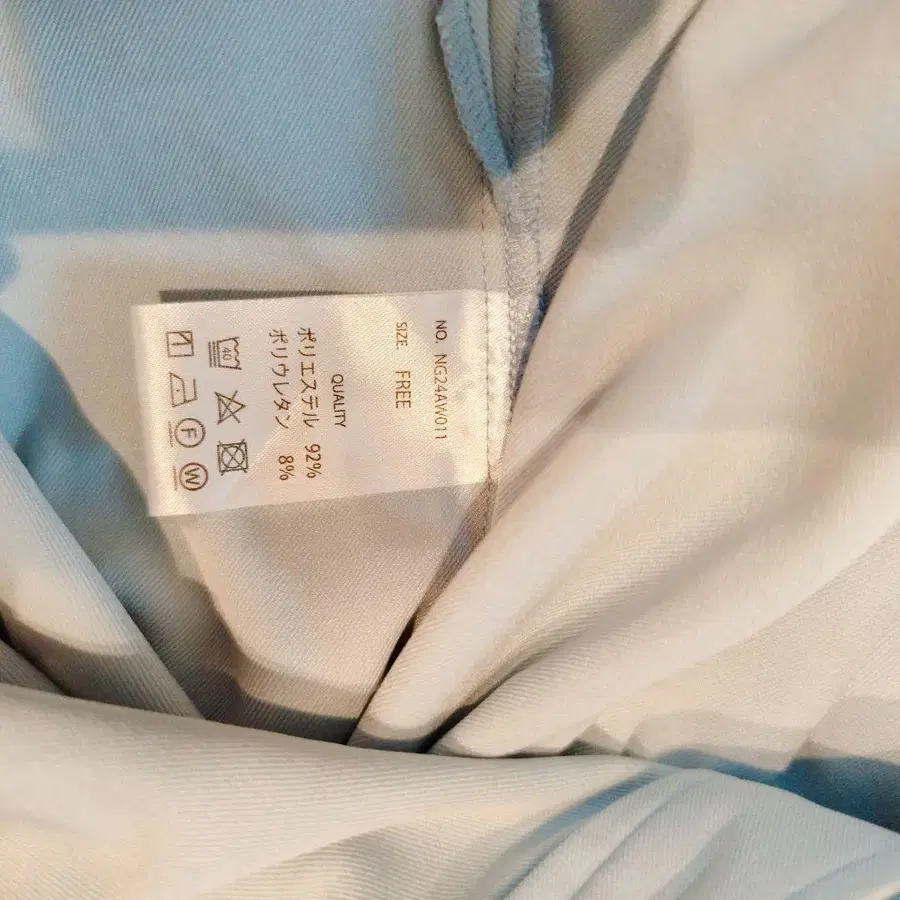 NO. NG24AW011
SIZE. FREE
QUALITY
ポリエステル 92%
ポリウレタン 8%
40
F
W